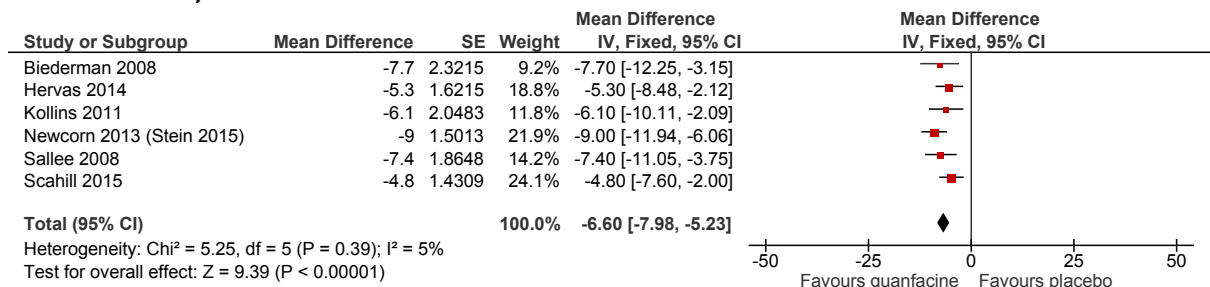 Mean Difference Mean Difference
Study or Subgroup Mean Difference SE Weight IV, Fixed, 95% CI IV, Fixed, 95% CI
Biederman 2008 -7.7 2.3215 9.2% -7.70 [-12.25, -3.15]
Hervas 2014 -5.3 1.6215 18.8% -5.30 [-8.48, -2.12]
Kollins 2011 -6.1 2.0483 11.8% -6.10 [-10.11, -2.09]
Newcorn 2013 (Stein 2015) -9 1.5013 21.9% -9.00 [-11.94, -6.06]
Sallee 2008 -7.4 1.8648 14.2% -7.40 [-11.05, -3.75]
Scahill 2015 -4.8 1.4309 24.1% -4.80 [-7.60, -2.00]
Total (95% CI) 100.0% -6.60 [-7.98, -5.23]
Heterogeneity: Chi² = 5.25, df = 5 (P = 0.39); I² = 5%
Test for overall effect: Z = 9.39 (P < 0.00001)
-50 -25 0 25 50
Favours guanfacine Favours placebo